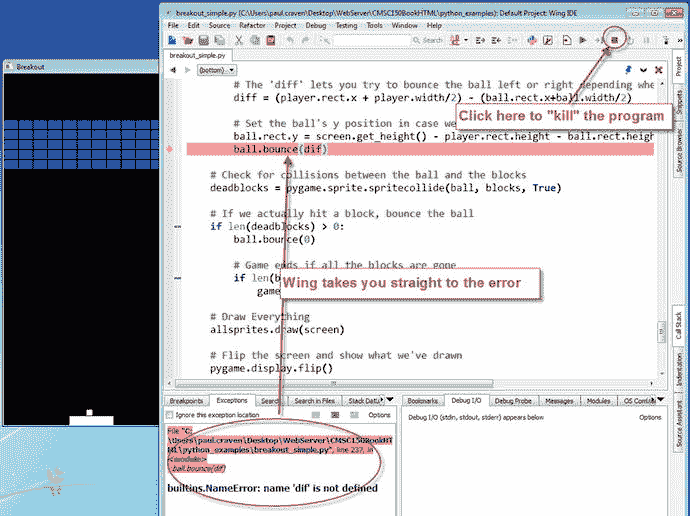 breakout_simple.py (C:\Users\paul.craven\Desktop\WebServer\CMSC150BookHTML\python_examples): Default Project: Wing IDE
File Edit Source Refactor Project Debug Testing Tools Window Help
Search
breakout_simple.py
(bottom)
Breakout
# The 'diff' lets you try to bounce the ball left or right depending whe
diff = (player.rect.x + player.width/2) - (ball.rect.x+ball.width/2)
Click here to "kill" the program
# Set the ball's y position in case we
ball.rect.y = screen.get_height() - player.rect.height - ball.rect.heig
ball.bounce(dif)
# Check for collisions between the ball and the blocks
deadblocks = pygame.sprite.spritecollide(ball, blocks, True)
# If we actually hit a block, bounce the ball
if len(deadblocks) > 0:
ball.bounce(0)
# Game ends if all the blocks are gone
if len(b
Wing takes you straight to the error
gam
# Draw Everything
allsprites.draw(screen)
# Flip the screen and show what we've drawn
pygame.display.flip()
Project
Snippets
Source Browser
Call Stack
Indentation
Source Assistant
Breakpoints Exceptions Search Search in Files Stack Data
Ignore this exception location Options
File "C:
\Users\paul.craven\Desktop\WebServer\CMSC150BookHT
ML\python_examples\breakout_simple.py", line 237, in
<module>
ball.bounce(dif)
builtins.NameError: name 'dif' is not defined
Bookmarks Debug I/O Debug Probe Messages Modules OS Comman
Debug I/O (stdin, stdout, stderr) appears below Options